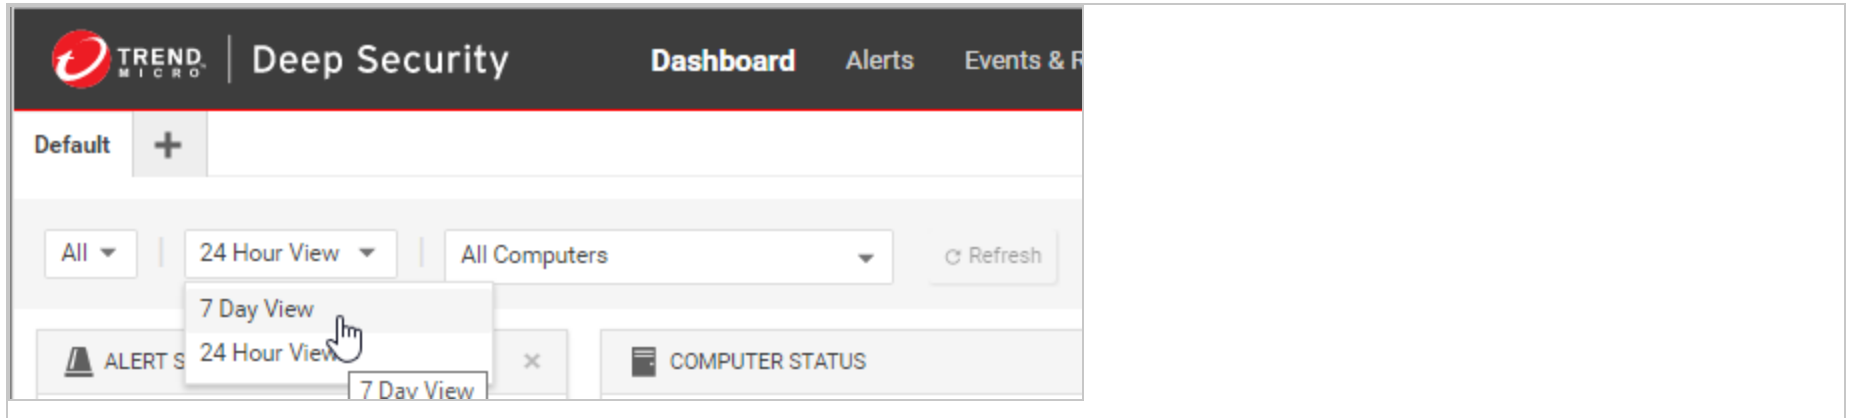 TREND MICRO | Deep Security Dashboard Alerts Events & R
Default +
All 24 Hour View All Computers Refresh
7 Day View
24 Hour View
ALERT S COMPUTER STATUS
7 Day View